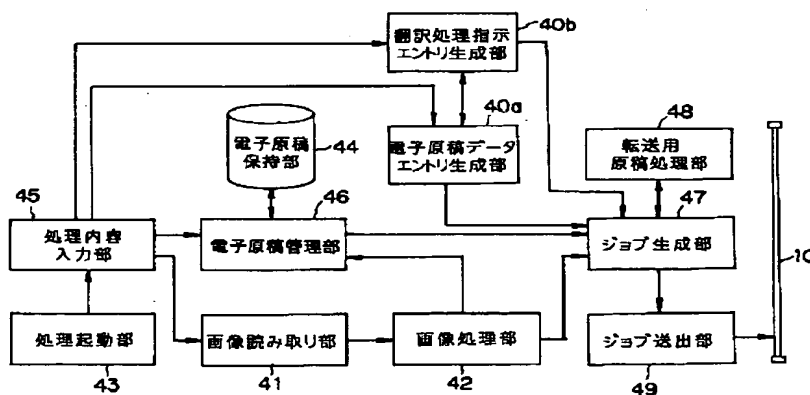 40b
翻訳処理指示
エントリ生成部
40a
電子原稿データ
エントリ生成部
電子原稿
保持部
44
48
転送用
原稿処理部
45
処理内容
入力部
46
電子原稿管理部
47
ジョブ生成部
10
処理起動部
43
画像読み取り部
41
画像処理部
42
ジョブ送出部
49